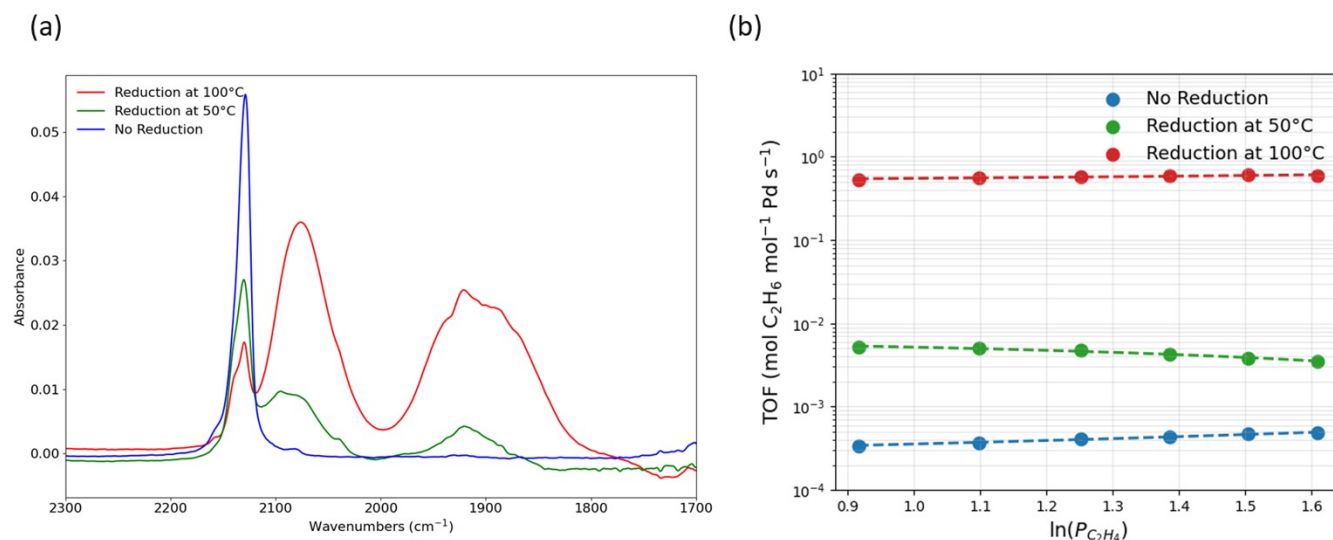 (a)
Reduction at 100°C
Reduction at 50°C
No Reduction
Absorbance
0.05
0.04
0.03
0.02
0.01
0.00
2300 2200 2100 2000 1900 1800 1700
Wavenumbers (cm⁻¹)
(b)
No Reduction
Reduction at 50°C
Reduction at 100°C
TOF (mol C₂H₆ mol⁻¹ Pd s⁻¹)
10¹
10⁰
10⁻¹
10⁻²
10⁻³
10⁻⁴
0.9 1.0 1.1 1.2 1.3 1.4 1.5 1.6
ln(P_C₂H₄)